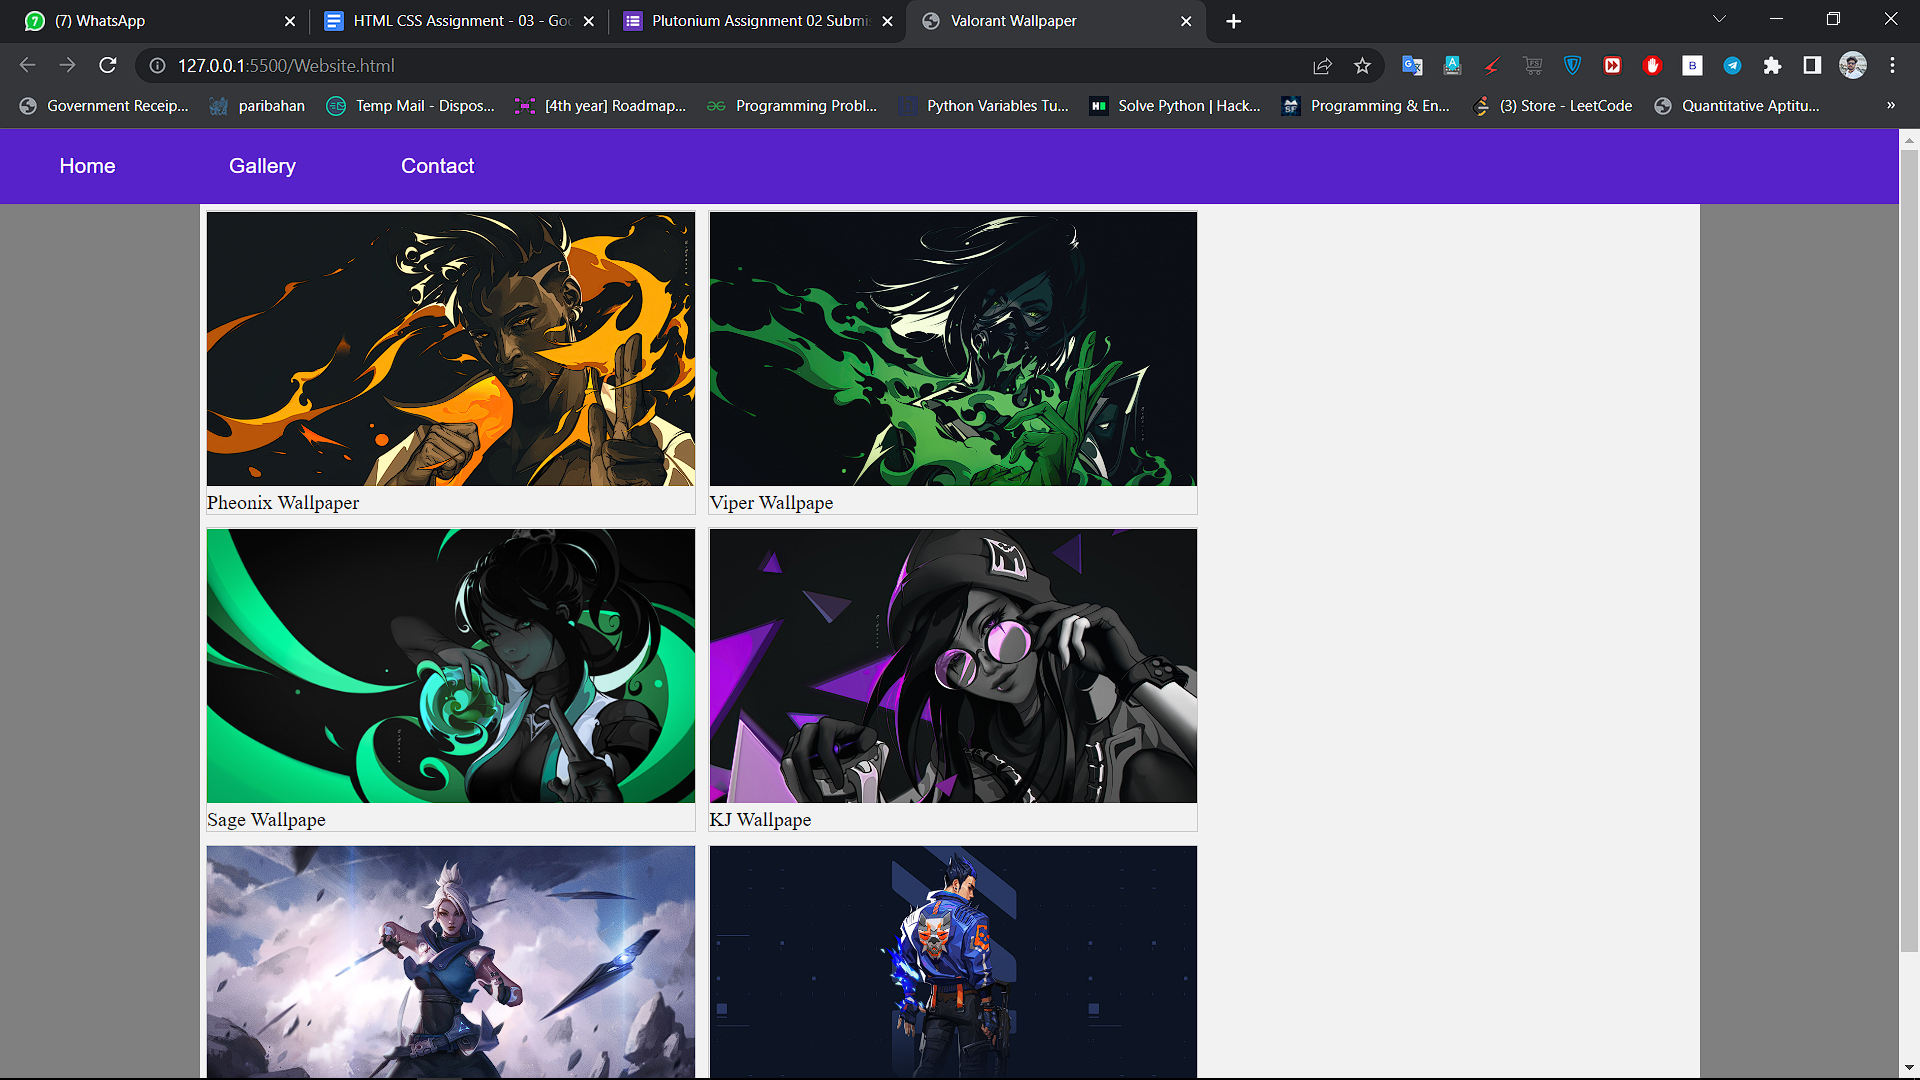 (7) WhatsApp
HTML CSS Assignment - 03 - Goo
Plutonium Assignment 02 Submi
Valorant Wallpaper
127.0.0.1:5500/Website.html
Government Receip...
paribahan
Temp Mail - Dispos...
[4th year] Roadmap...
Programming Probl...
Python Variables Tu...
Solve Python | Hack...
Programming & En...
(3) Store - LeetCode
Quantitative Aptitu...
»
Home
Gallery
Contact
Pheonix Wallpaper
Viper Wallpape
Sage Wallpape
KJ Wallpape